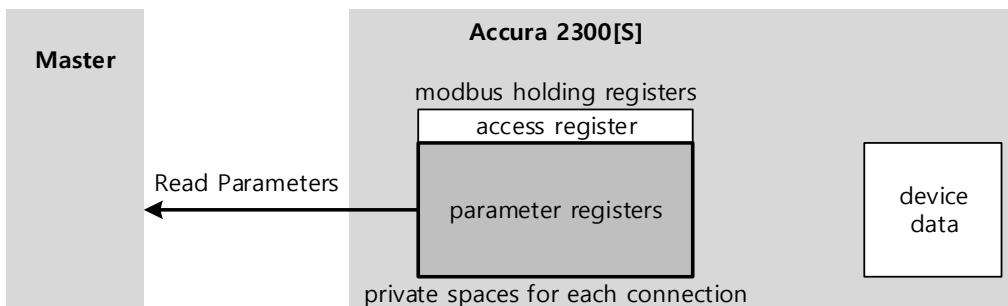 Accura 2300[S]
Master
modbus holding registers
access register
Read Parameters
parameter registers
device
data
private spaces for each connection